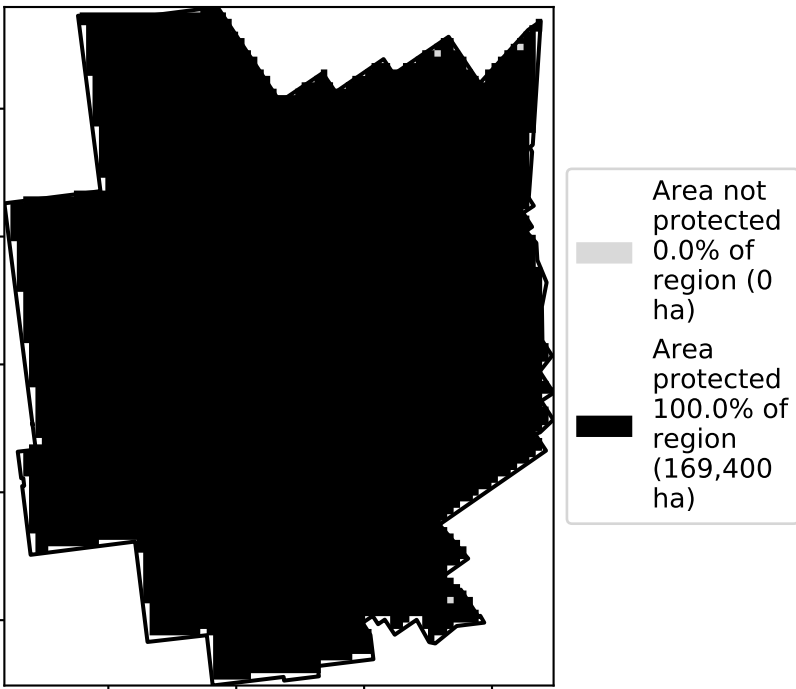 Area not
protected
0.0% of
region (0
ha)
Area
protected
100.0% of
region
(169,400
ha)